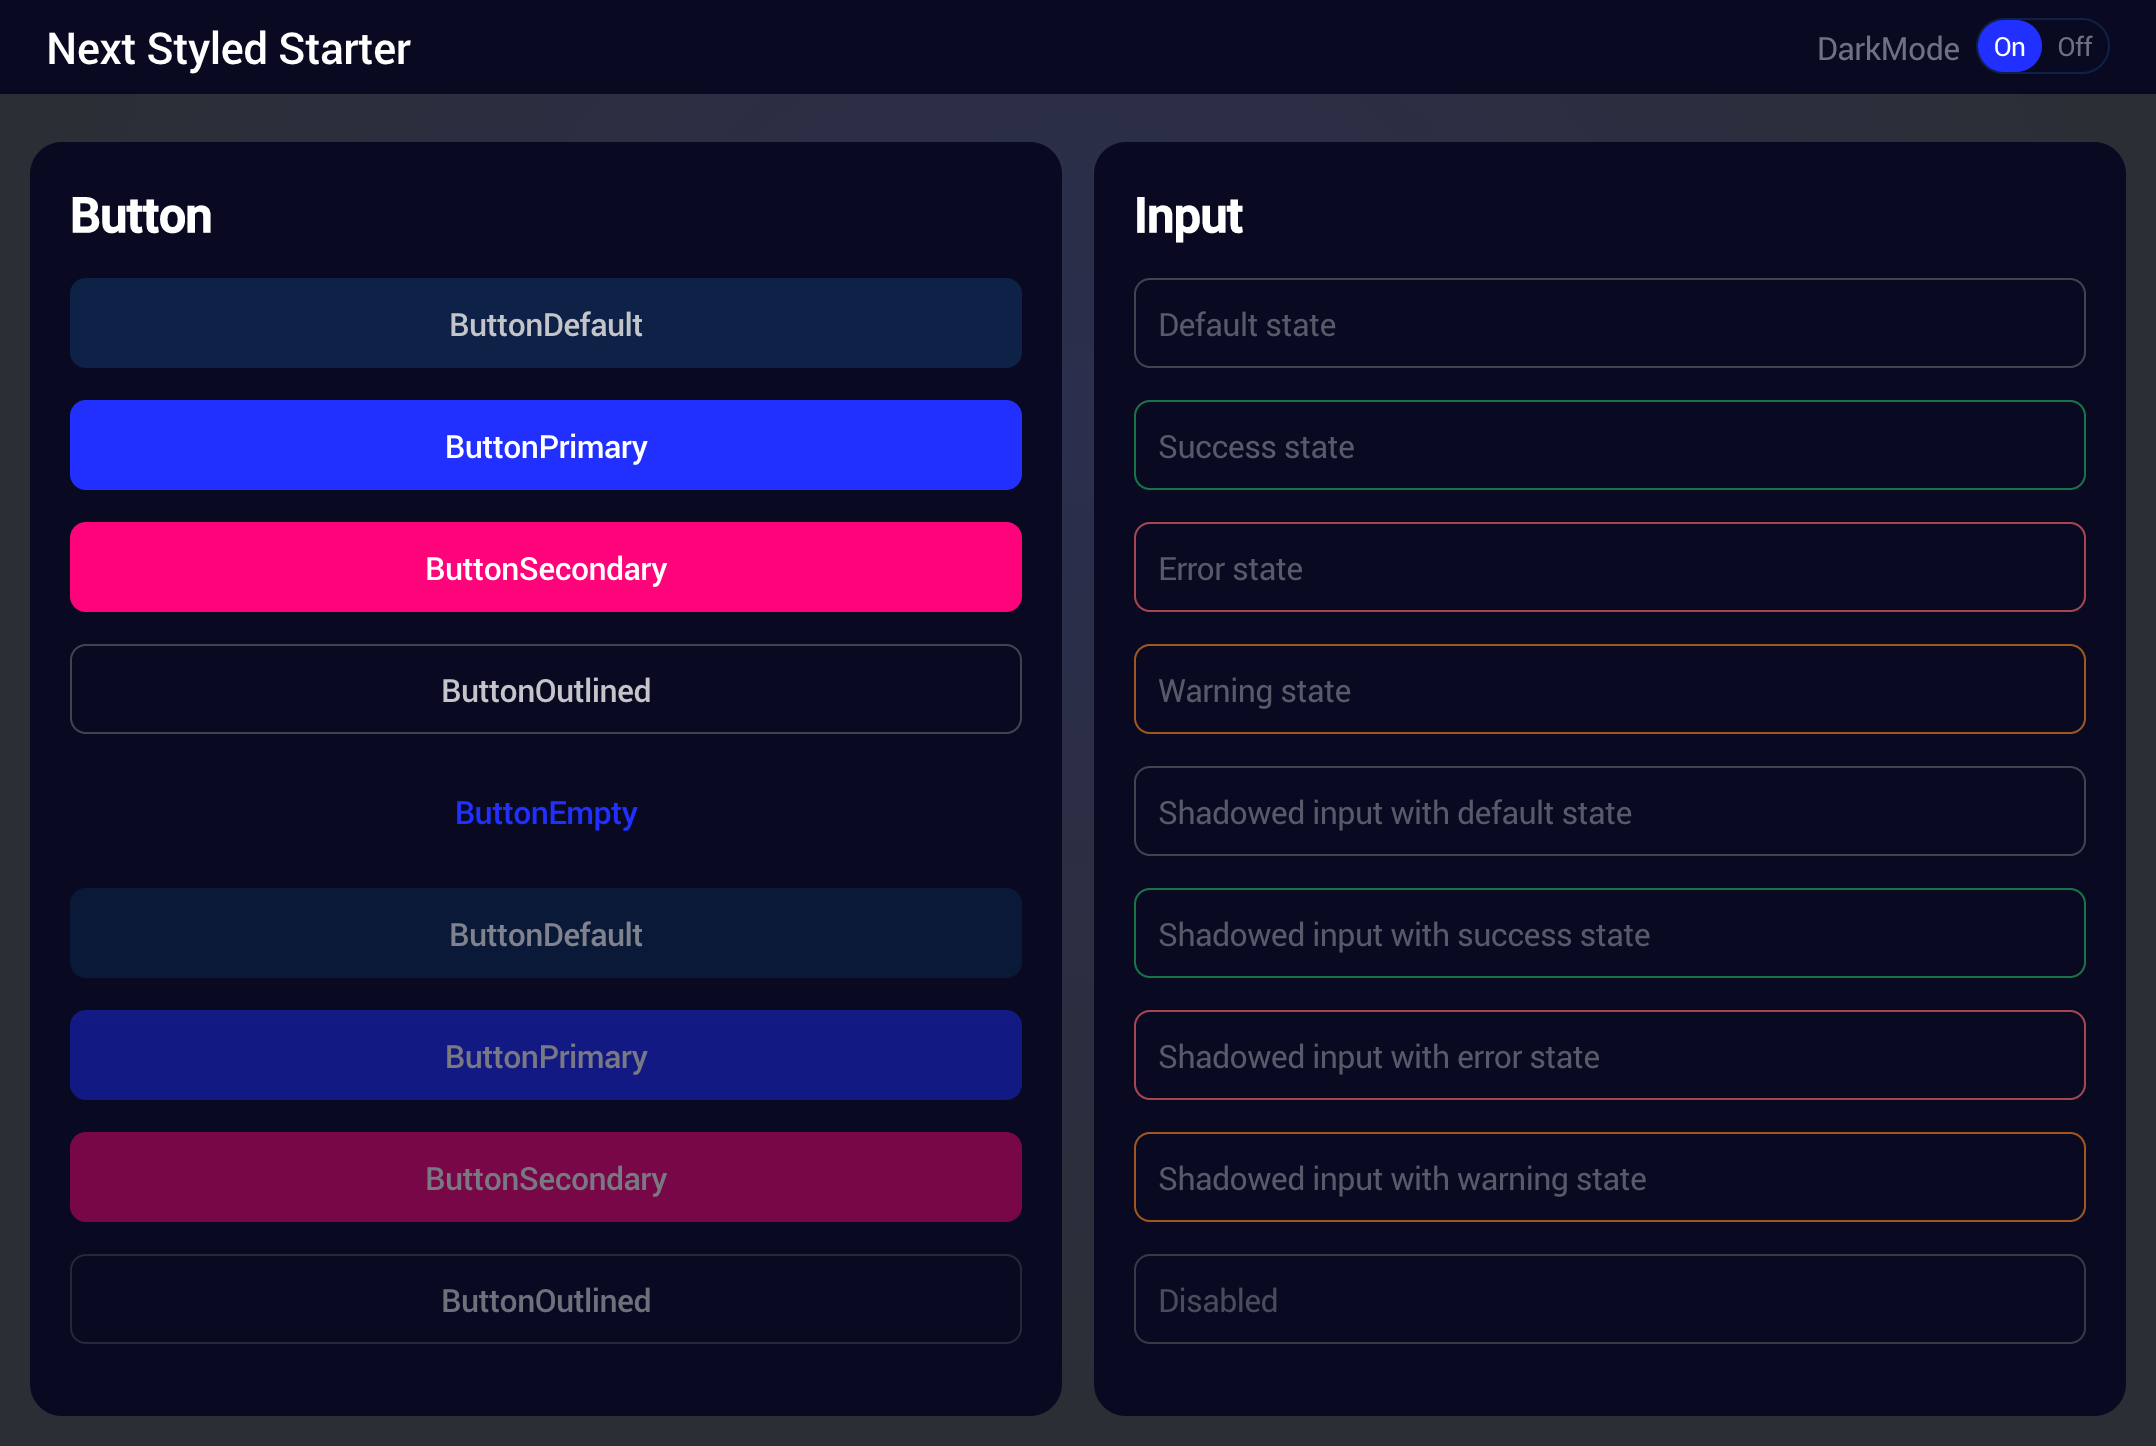 Next Styled Starter
DarkMode On Off
Button
ButtonDefault
ButtonPrimary
ButtonSecondary
ButtonOutlined
ButtonEmpty
ButtonDefault
ButtonPrimary
ButtonSecondary
ButtonOutlined
Input
Default state
Success state
Error state
Warning state
Shadowed input with default state
Shadowed input with success state
Shadowed input with error state
Shadowed input with warning state
Disabled